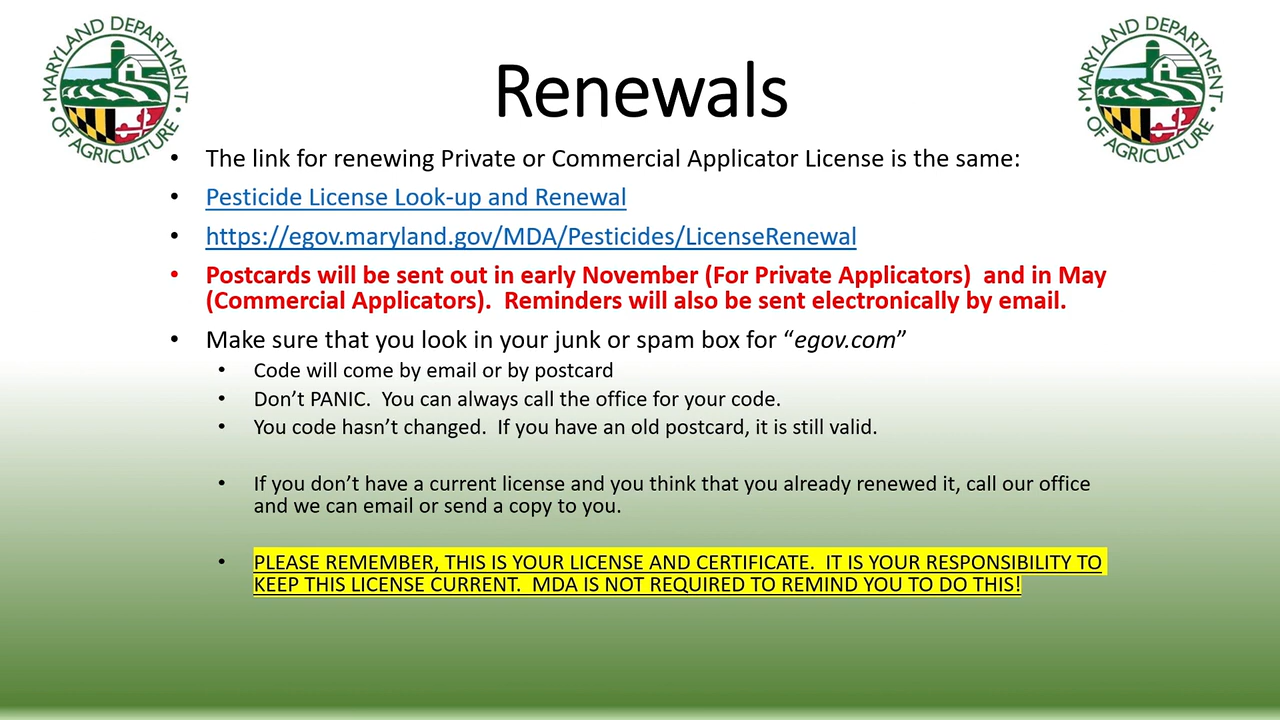 MARYLAND DEPARTMENT
OF AGRICULTURE
MARYLAND DEPARTMENT
OF AGRICULTURE
Renewals
• The link for renewing Private or Commercial Applicator License is the same:
• Pesticide License Look-up and Renewal
• https://egov.maryland.gov/MDA/Pesticides/LicenseRenewal
• Postcards will be sent out in early November (For Private Applicators)  and in May
(Commercial Applicators).  Reminders will also be sent electronically by email.
• Make sure that you look in your junk or spam box for “egov.com”
• Code will come by email or by postcard
• Don’t PANIC.  You can always call the office for your code.
• You code hasn’t changed.  If you have an old postcard, it is still valid.
• If you don’t have a current license and you think that you already renewed it, call our office
and we can email or send a copy to you.
• PLEASE REMEMBER, THIS IS YOUR LICENSE AND CERTIFICATE.  IT IS YOUR RESPONSIBILITY TO
KEEP THIS LICENSE CURRENT.  MDA IS NOT REQUIRED TO REMIND YOU TO DO THIS!